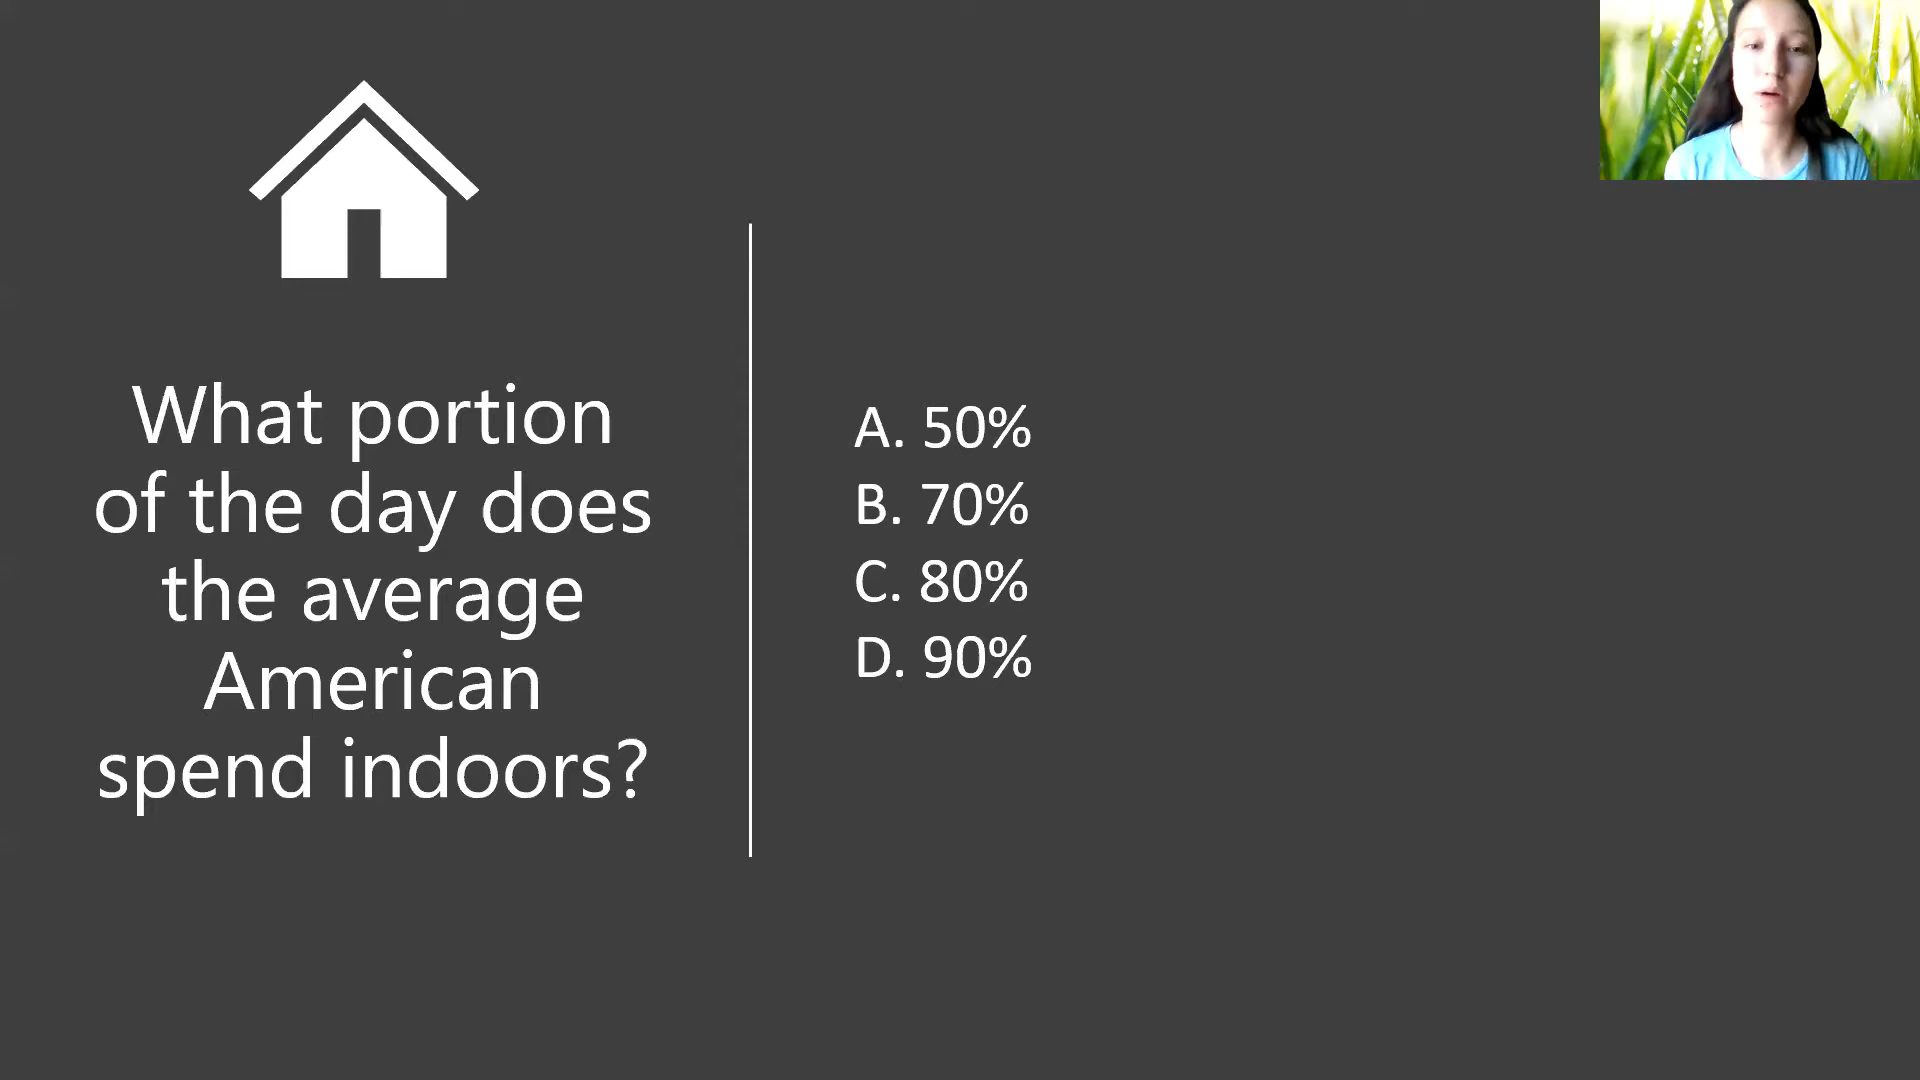 What portion
of the day does
the average
American
spend indoors?
A. 50%
B. 70%
C. 80%
D. 90%